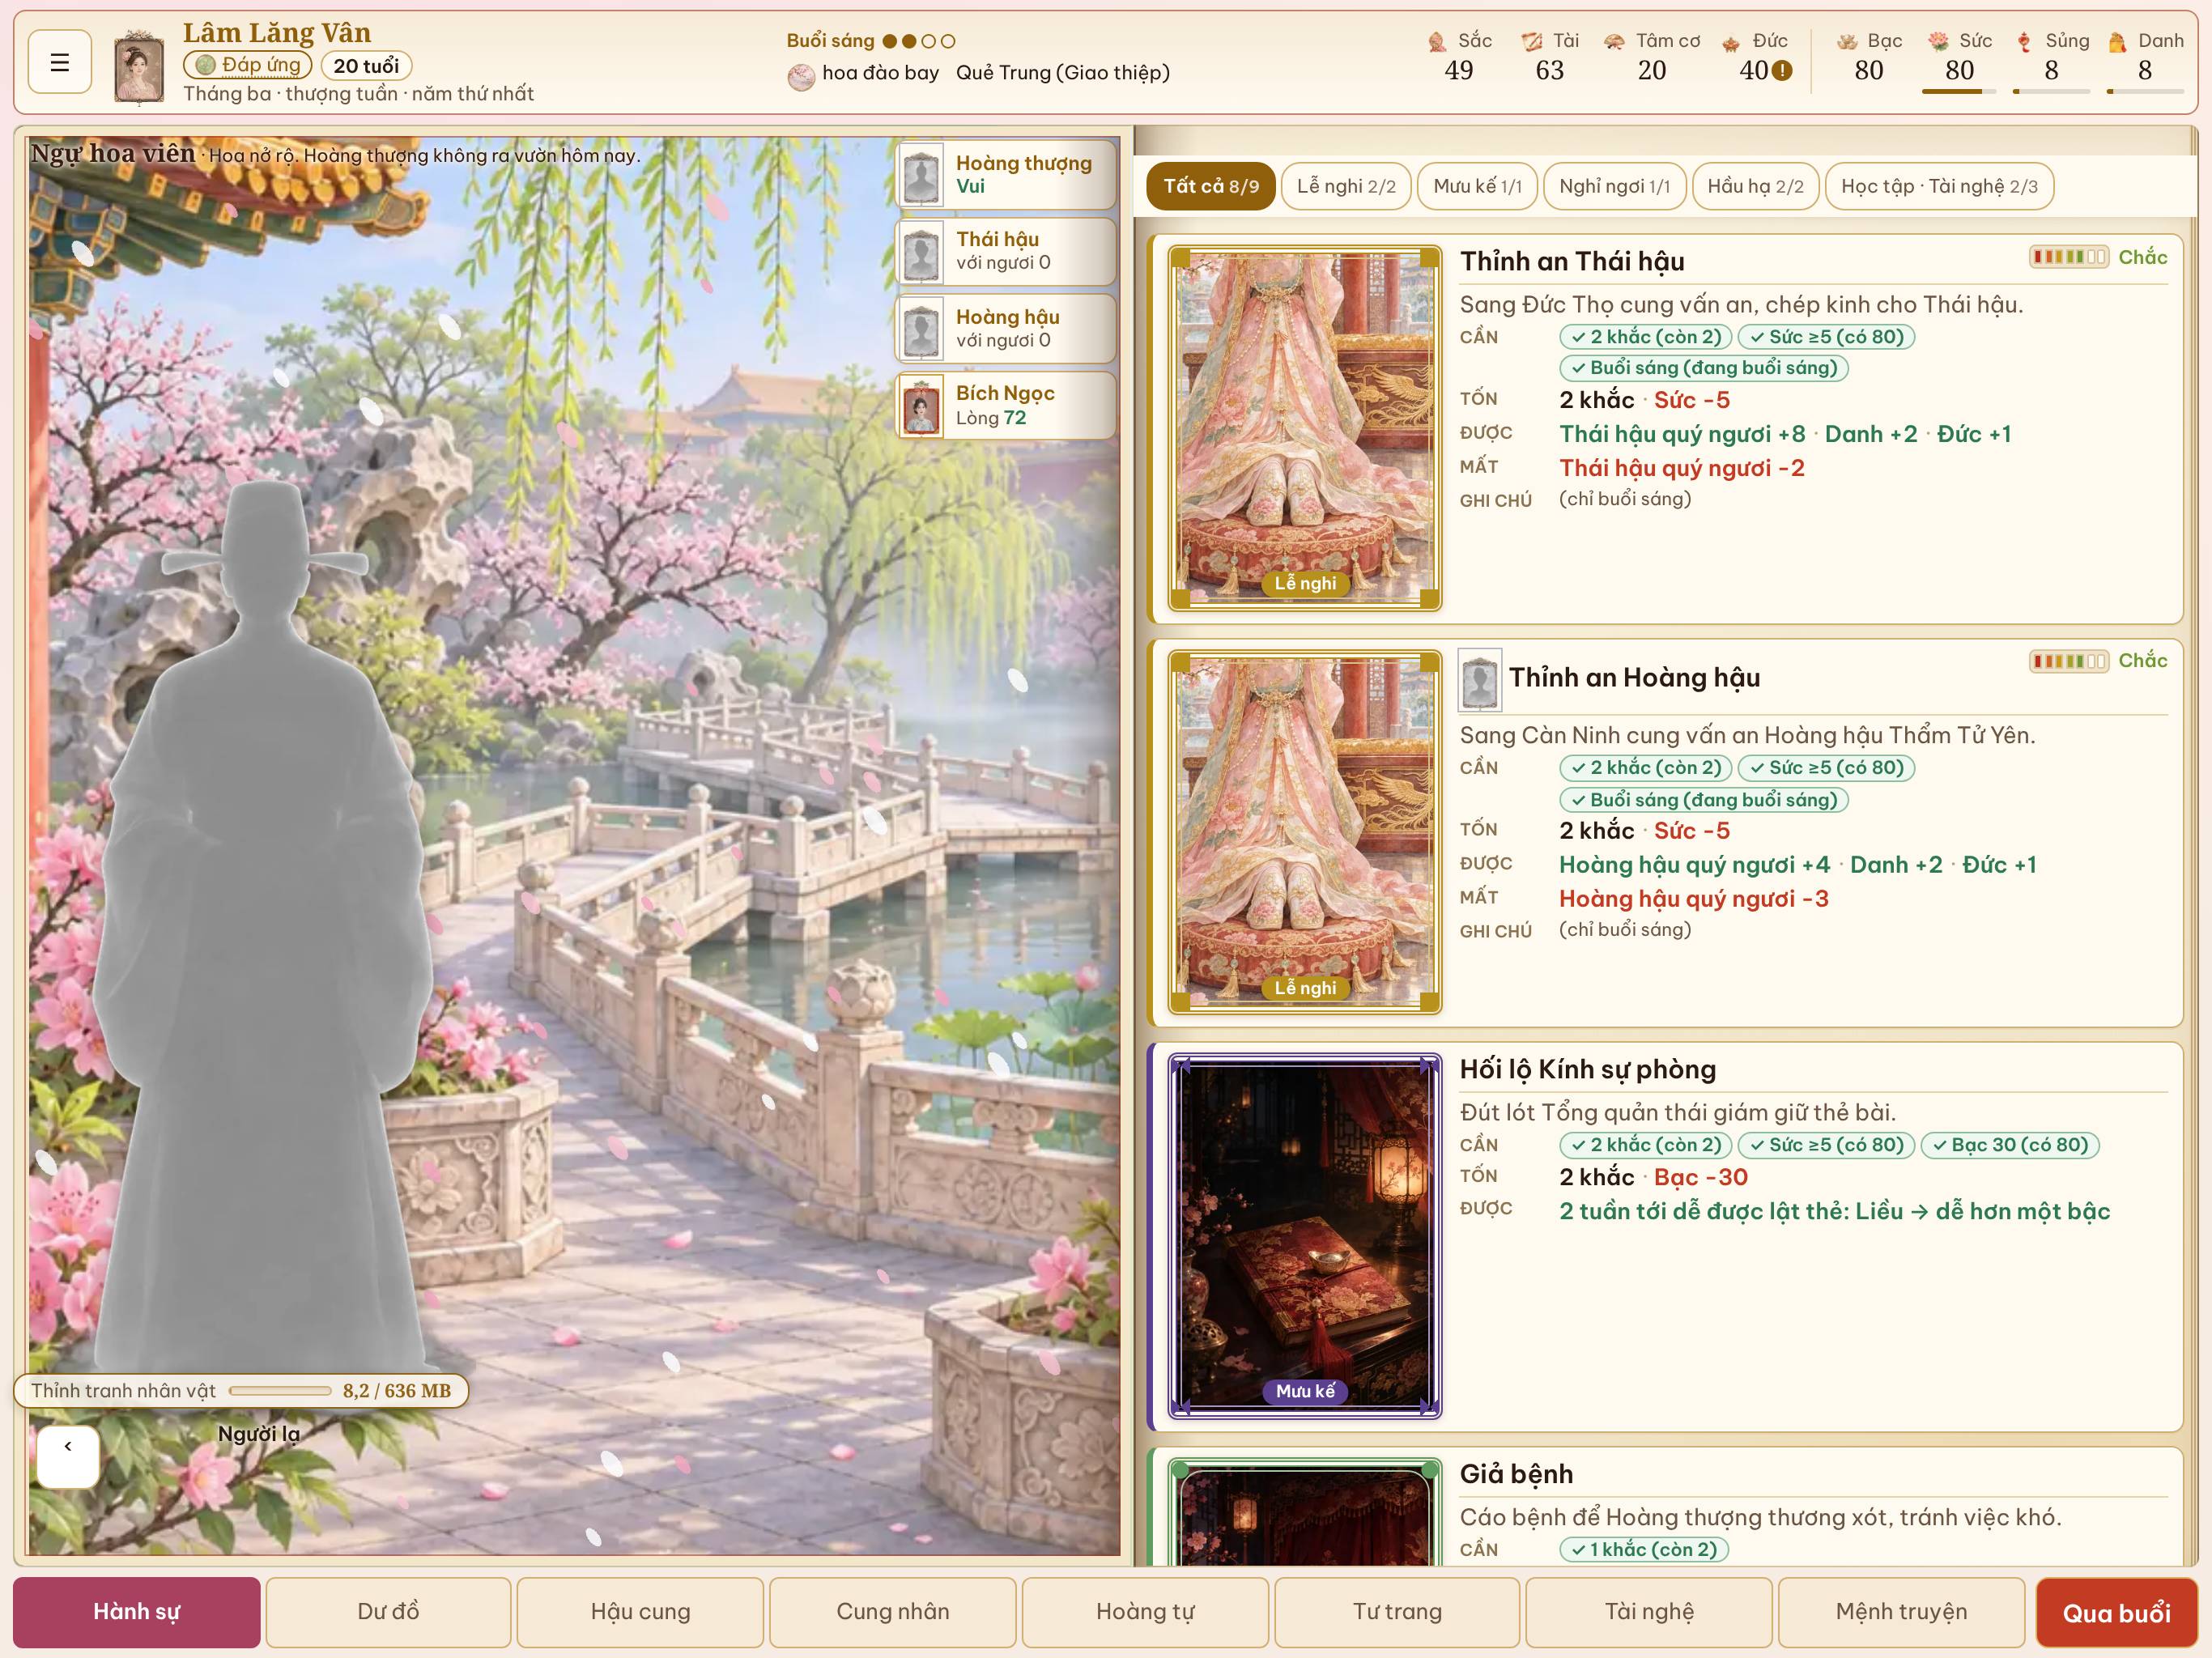 ☰
Lâm Lăng Vân
Đáp ứng
20 tuổi
Tháng ba · thượng tuần · năm thứ nhất
Buổi sáng
hoa đào bay Quẻ Trung (Giao thiệp)
Sắc Tài Tâm cơ Đức Bạc Sức Sủng Danh
49 63 20 40 ! 80 80 8 8
Ngự hoa viên · Hoa nở rộ. Hoàng thượng không ra vườn hôm nay.
Hoàng thượng
Vui
Thái hậu
với ngươi 0
Hoàng hậu
với ngươi 0
Bích Ngọc
Lòng 72
Thỉnh tranh nhân vật 8,2 / 636 MB
Người lạ
‹
Tất cả 8/9 Lễ nghi 2/2 Mưu kế 1/1 Nghỉ ngơi 1/1 Hầu hạ 2/2 Học tập · Tài nghệ 2/3
Thỉnh an Thái hậu Chắc
Sang Đức Thọ cung vấn an, chép kinh cho Thái hậu.
CẦN ✓ 2 khắc (còn 2) ✓ Sức ≥5 (có 80)
✓ Buổi sáng (đang buổi sáng)
TỐN 2 khắc · Sức -5
ĐƯỢC Thái hậu quý ngươi +8 · Danh +2 · Đức +1
MẤT Thái hậu quý ngươi -2
GHI CHÚ (chỉ buổi sáng)
Lễ nghi
Thỉnh an Hoàng hậu Chắc
Sang Càn Ninh cung vấn an Hoàng hậu Thẩm Tử Yên.
CẦN ✓ 2 khắc (còn 2) ✓ Sức ≥5 (có 80)
✓ Buổi sáng (đang buổi sáng)
TỐN 2 khắc · Sức -5
ĐƯỢC Hoàng hậu quý ngươi +4 · Danh +2 · Đức +1
MẤT Hoàng hậu quý ngươi -3
GHI CHÚ (chỉ buổi sáng)
Lễ nghi
Hối lộ Kính sự phòng
Đút lót Tổng quản thái giám giữ thẻ bài.
CẦN ✓ 2 khắc (còn 2) ✓ Sức ≥5 (có 80) ✓ Bạc 30 (có 80)
TỐN 2 khắc · Bạc -30
ĐƯỢC 2 tuần tới dễ được lật thẻ: Liều → dễ hơn một bậc
Mưu kế
Giả bệnh
Cáo bệnh để Hoàng thượng thương xót, tránh việc khó.
CẦN ✓ 1 khắc (còn 2)
Hành sự Dư đồ Hậu cung Cung nhân Hoàng tự Tư trang Tài nghệ Mệnh truyện Qua buổi